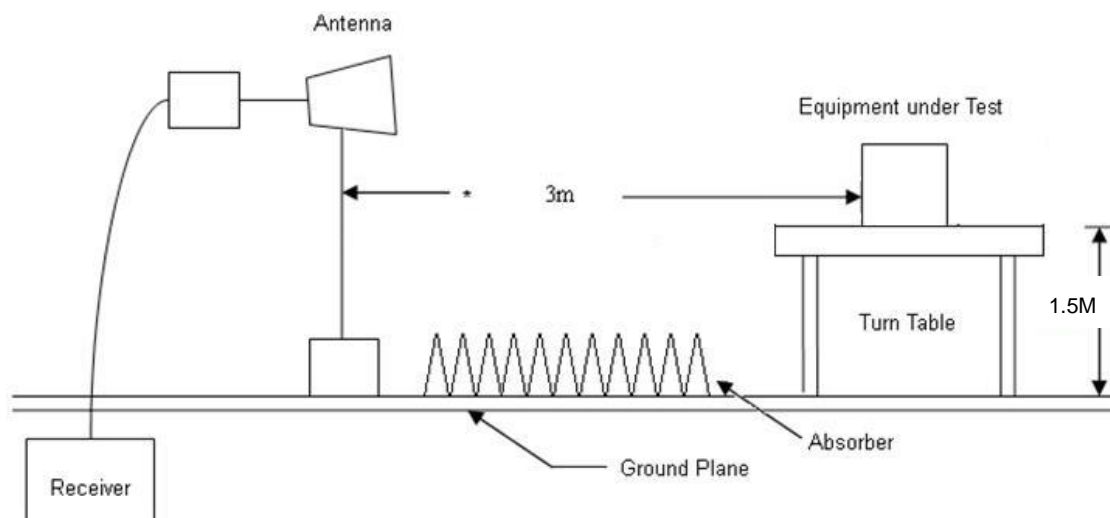 Antenna
Equipment under Test
* 3m
1.5M
Turn Table
Absorber
Ground Plane
Receiver